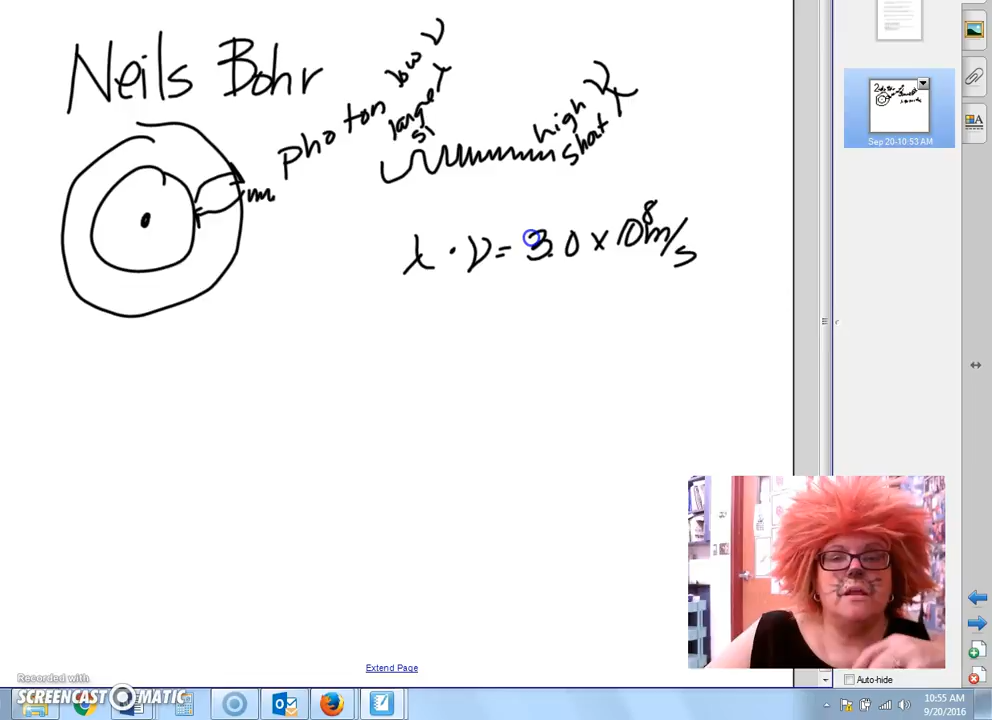 Neils Bohr
photon
low ν
large λ
high ν
short λ
λ · ν = 3.0 x 10⁸ m/s
Sep 20-10:53 AM
Extend Page
Auto-hide
Recorded with
SCREENCAST-O-MATIC
10:55 AM
9/20/2016